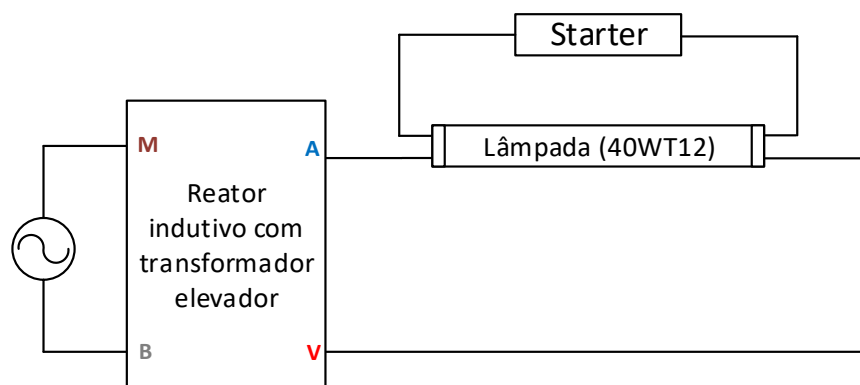 Starter
M
A
Lâmpada (40WT12)
Reator
indutivo com
transformador
elevador
B
V